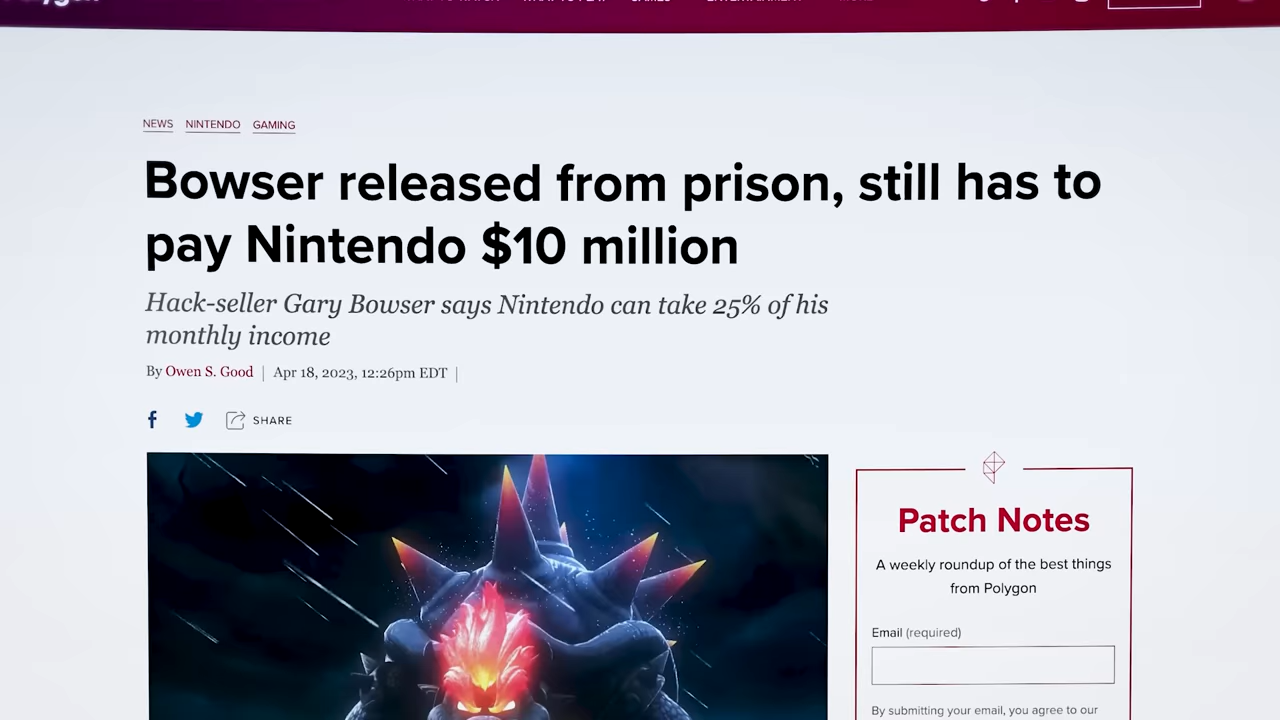 NEWS NINTENDO GAMING
Bowser released from prison, still has to
pay Nintendo $10 million
Hack-seller Gary Bowser says Nintendo can take 25% of his
monthly income
By Owen S. Good | Apr 18, 2023, 12:26pm EDT |
SHARE
Patch Notes
A weekly roundup of the best things
from Polygon
Email (required)
By submitting your email, you agree to our